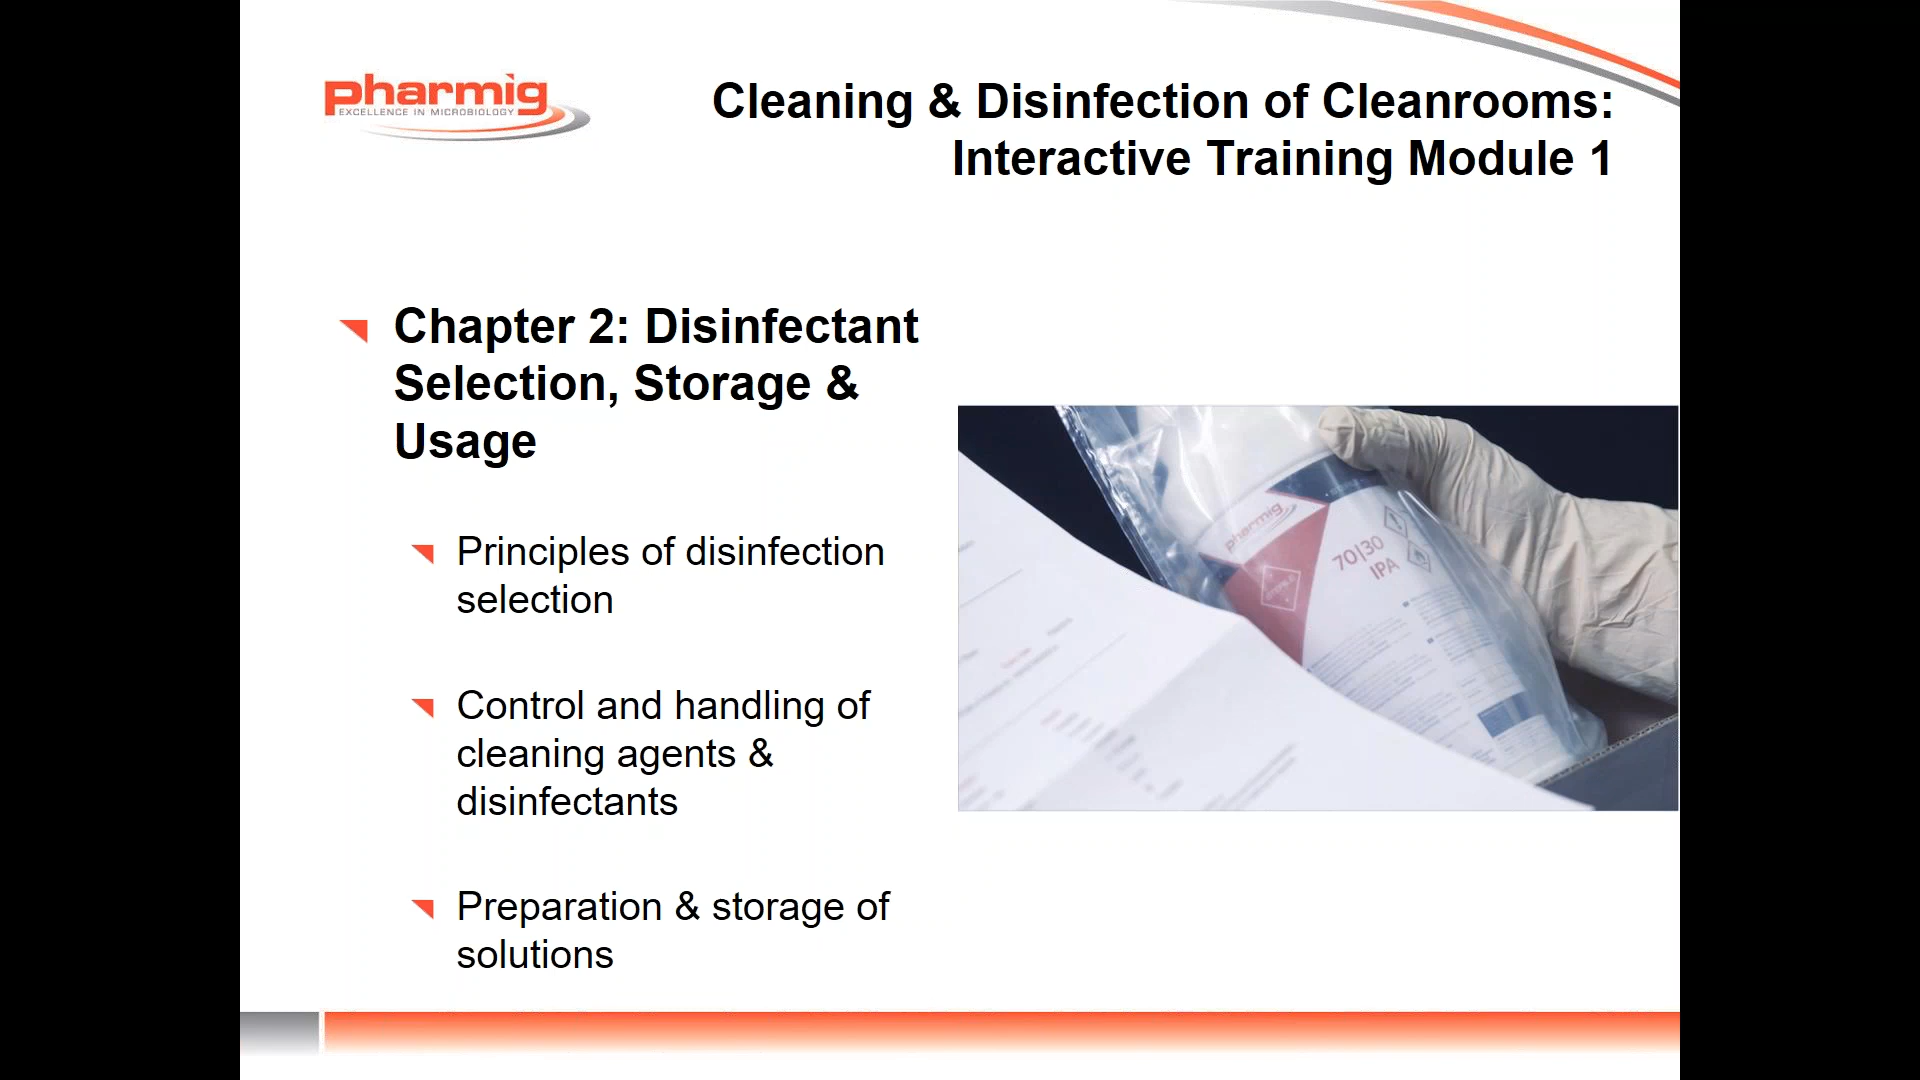 pharmig
EXCELLENCE IN MICROBIOLOGY
Cleaning & Disinfection of Cleanrooms:
Interactive Training Module 1
Chapter 2: Disinfectant
Selection, Storage &
Usage
Principles of disinfection
selection
Control and handling of
cleaning agents &
disinfectants
Preparation & storage of
solutions
pharmig
70|30
IPA